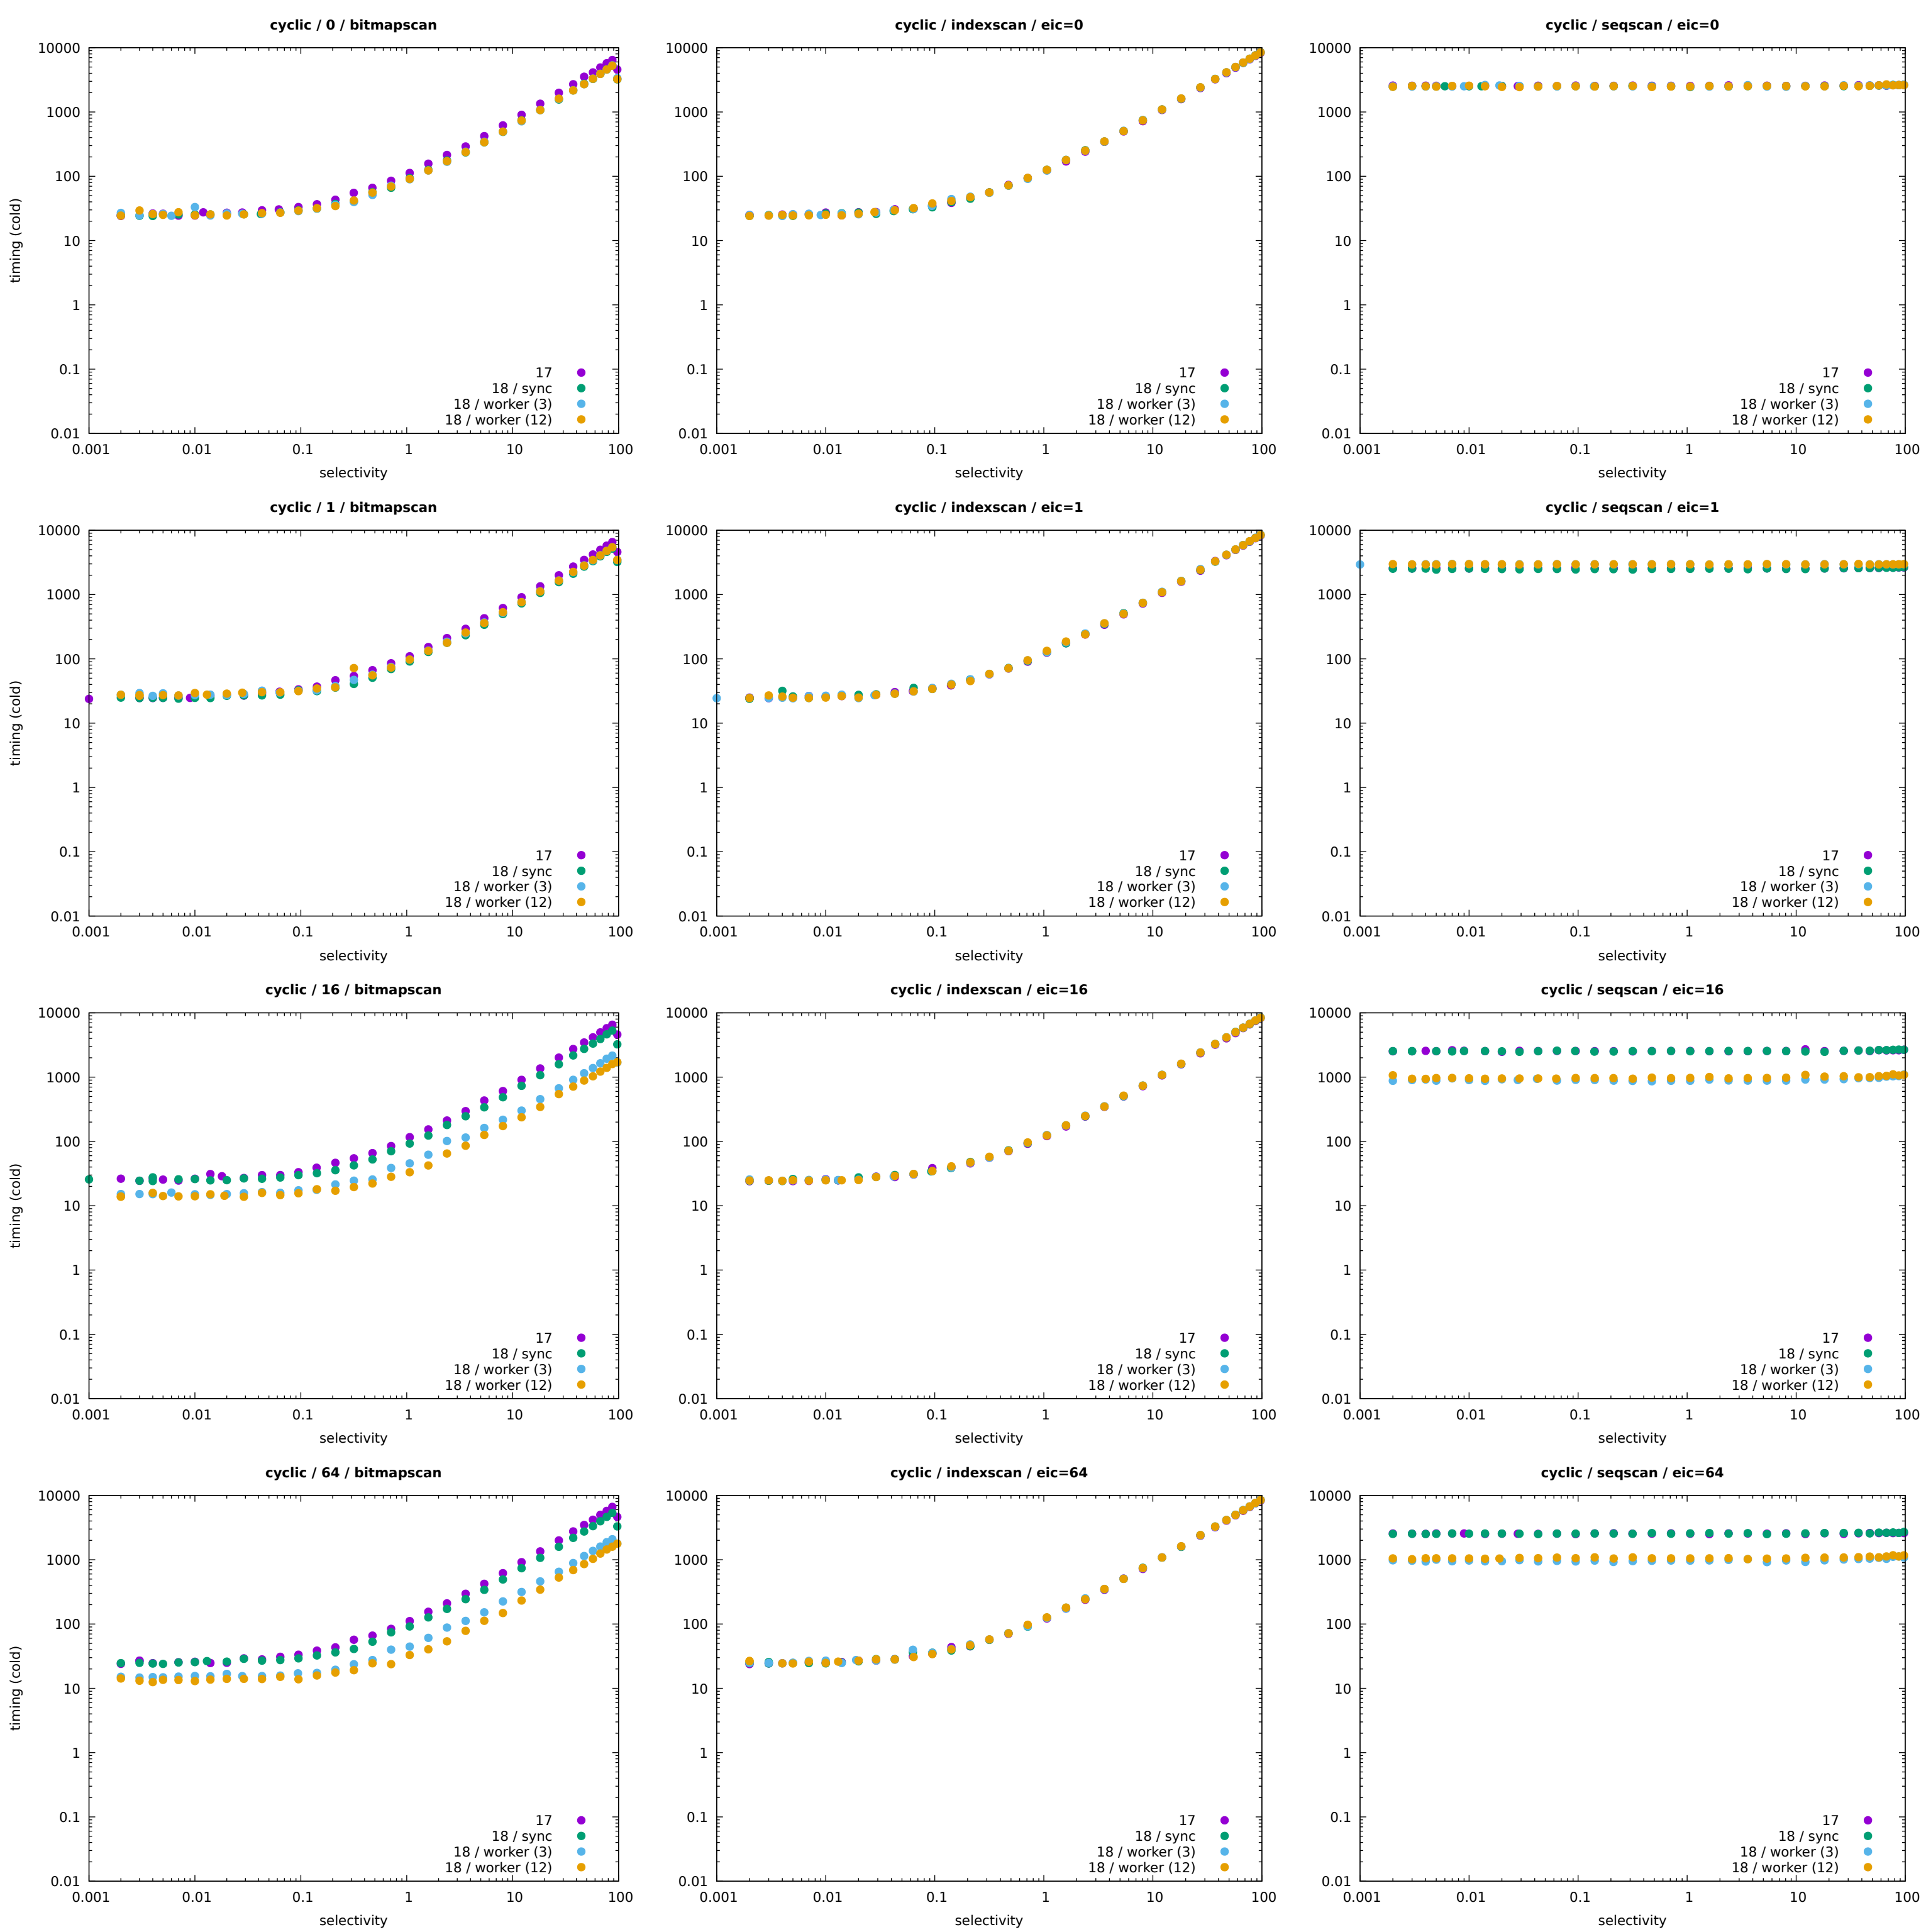 cyclic / 0 / bitmapscan
10000
1000
100
10
1
0.1
0.01
timing (cold)
17
18 / sync
18 / worker (3)
18 / worker (12)
0.001 0.01 0.1 1 10 100
selectivity
cyclic / indexscan / eic=0
10000
1000
100
10
1
0.1
0.01
17
18 / sync
18 / worker (3)
18 / worker (12)
0.001 0.01 0.1 1 10 100
selectivity
cyclic / seqscan / eic=0
10000
1000
100
10
1
0.1
0.01
17
18 / sync
18 / worker (3)
18 / worker (12)
0.001 0.01 0.1 1 10 100
selectivity
cyclic / 1 / bitmapscan
10000
1000
100
10
1
0.1
0.01
timing (cold)
17
18 / sync
18 / worker (3)
18 / worker (12)
0.001 0.01 0.1 1 10 100
selectivity
cyclic / indexscan / eic=1
10000
1000
100
10
1
0.1
0.01
17
18 / sync
18 / worker (3)
18 / worker (12)
0.001 0.01 0.1 1 10 100
selectivity
cyclic / seqscan / eic=1
10000
1000
100
10
1
0.1
0.01
17
18 / sync
18 / worker (3)
18 / worker (12)
0.001 0.01 0.1 1 10 100
selectivity
cyclic / 16 / bitmapscan
10000
1000
100
10
1
0.1
0.01
timing (cold)
17
18 / sync
18 / worker (3)
18 / worker (12)
0.001 0.01 0.1 1 10 100
selectivity
cyclic / indexscan / eic=16
10000
1000
100
10
1
0.1
0.01
17
18 / sync
18 / worker (3)
18 / worker (12)
0.001 0.01 0.1 1 10 100
selectivity
cyclic / seqscan / eic=16
10000
1000
100
10
1
0.1
0.01
17
18 / sync
18 / worker (3)
18 / worker (12)
0.001 0.01 0.1 1 10 100
selectivity
cyclic / 64 / bitmapscan
10000
1000
100
10
1
0.1
0.01
timing (cold)
17
18 / sync
18 / worker (3)
18 / worker (12)
0.001 0.01 0.1 1 10 100
selectivity
cyclic / indexscan / eic=64
10000
1000
100
10
1
0.1
0.01
17
18 / sync
18 / worker (3)
18 / worker (12)
0.001 0.01 0.1 1 10 100
selectivity
cyclic / seqscan / eic=64
10000
1000
100
10
1
0.1
0.01
17
18 / sync
18 / worker (3)
18 / worker (12)
0.001 0.01 0.1 1 10 100
selectivity